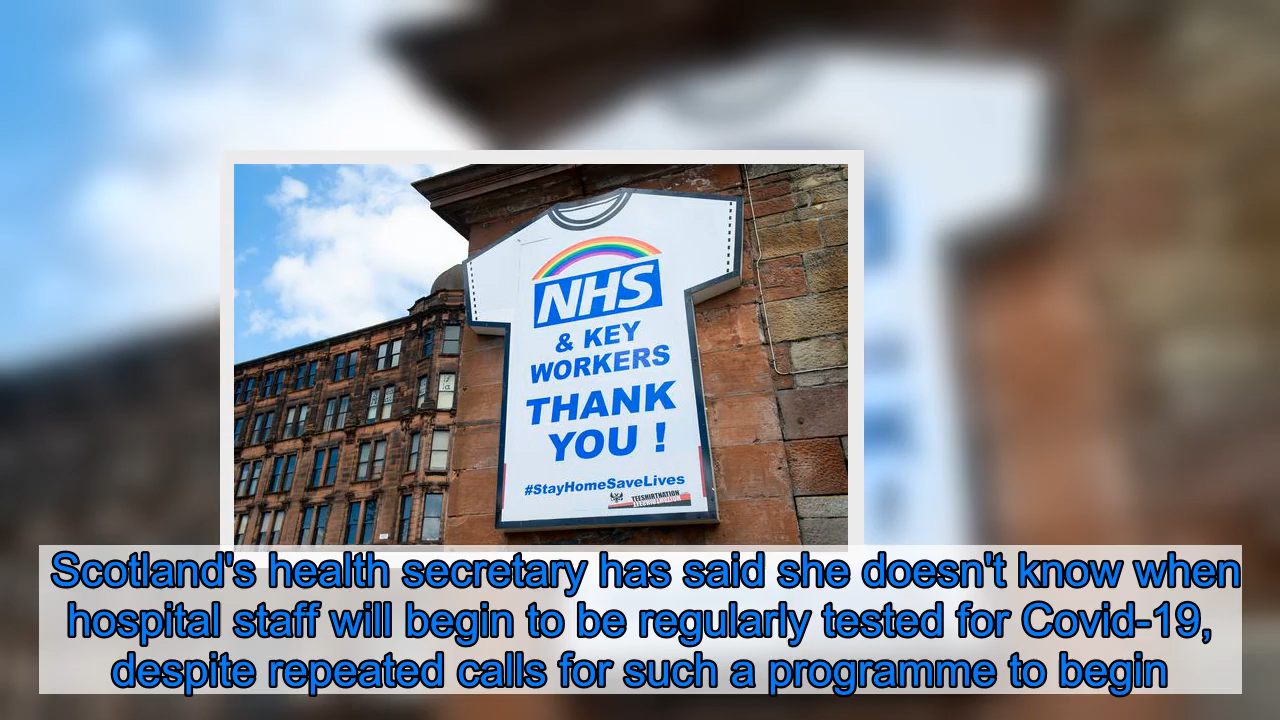 NHS
& KEY
WORKERS
THANK
YOU !
#StayHomeSaveLives
TEESHIRTNATION
Scotland's health secretary has said she doesn't know when
hospital staff will begin to be regularly tested for Covid-19,
despite repeated calls for such a programme to begin